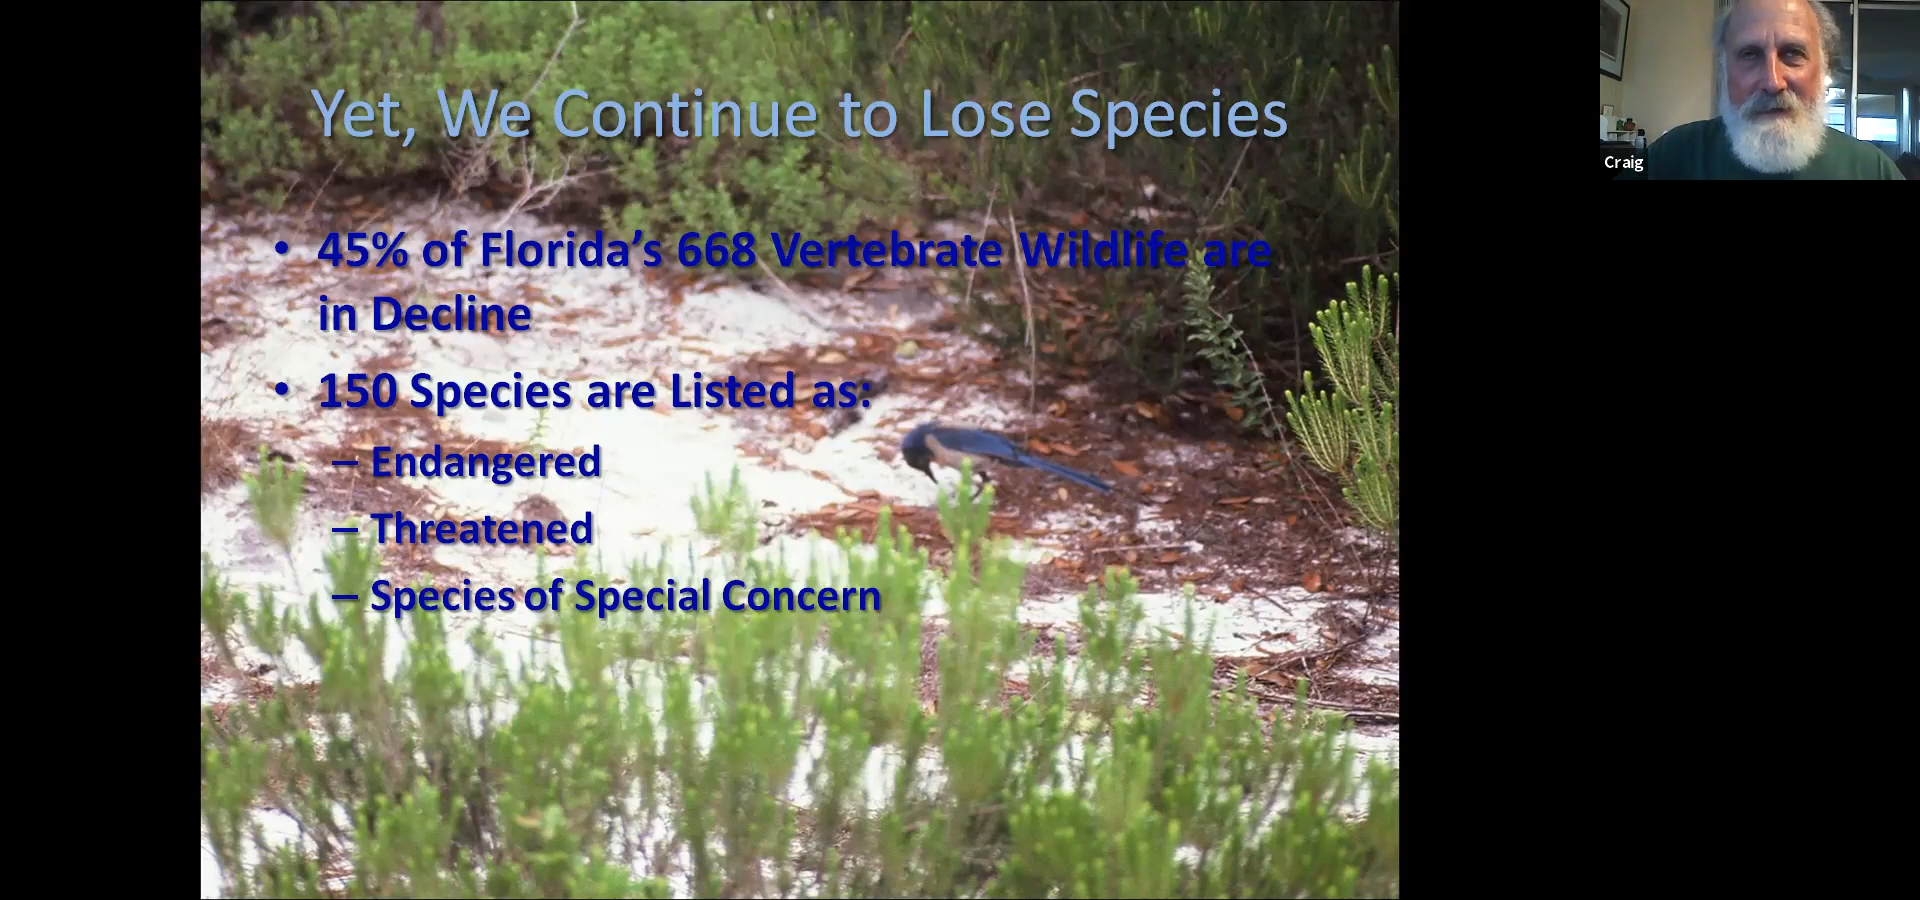 Yet, We Continue to Lose Species
• 45% of Florida’s 668 Vertebrate Wildlife are
in Decline
• 150 Species are Listed as:
– Endangered
– Threatened
– Species of Special Concern
Craig